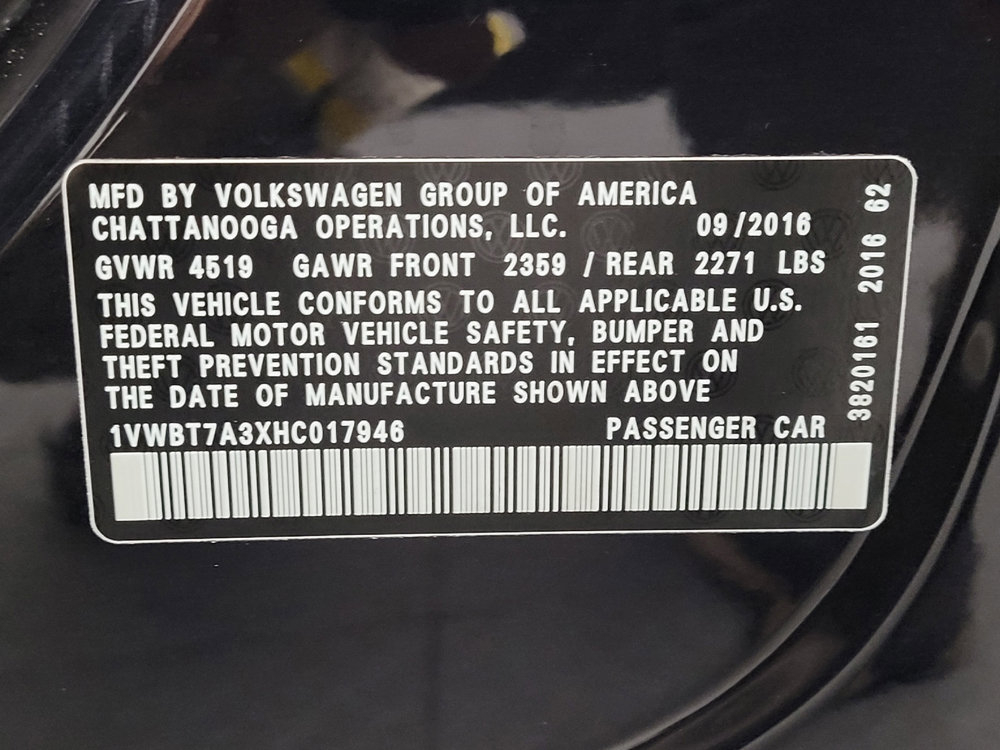 MFD BY VOLKSWAGEN GROUP OF AMERICA
CHATTANOOGA OPERATIONS, LLC. 09/2016
GVWR 4519 GAWR FRONT 2359 / REAR 2271 LBS
THIS VEHICLE CONFORMS TO ALL APPLICABLE U.S.
FEDERAL MOTOR VEHICLE SAFETY, BUMPER AND
THEFT PREVENTION STANDARDS IN EFFECT ON
THE DATE OF MANUFACTURE SHOWN ABOVE
1VWBT7A3XHC017946 PASSENGER CAR
3820161 2016 62